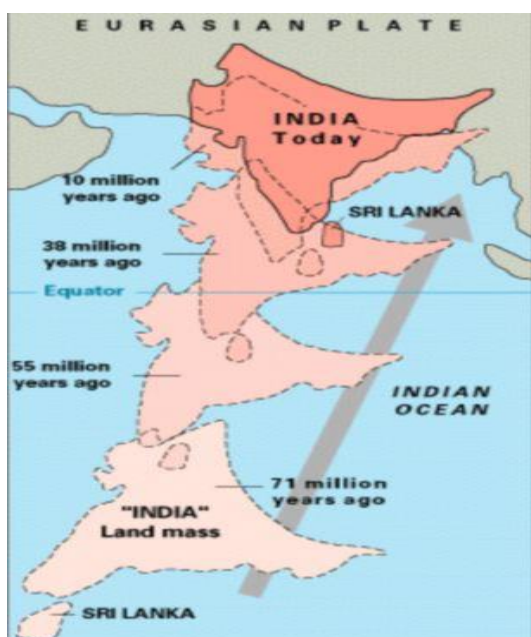 EURASIAN PLATE
INDIA
Today
10 million
years ago
SRI LANKA
38 million
years ago
Equator
55 million
years ago
INDIAN
OCEAN
71 million
years ago
"INDIA"
Land mass
SRI LANKA